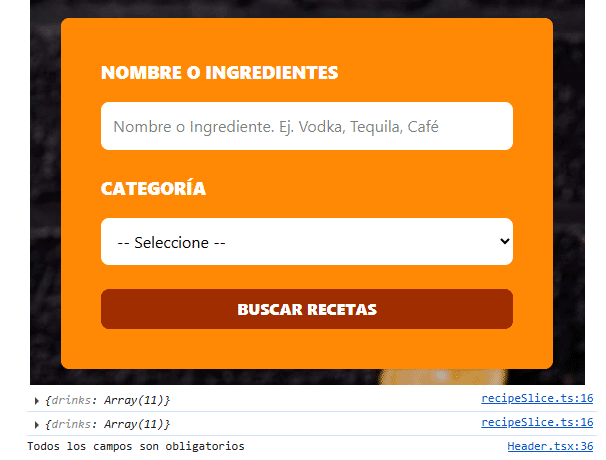 NOMBRE O INGREDIENTES
Nombre o Ingrediente. Ej. Vodka, Tequila, Café
CATEGORÍA
-- Seleccione --
BUSCAR RECETAS
{drinks: Array(11)} recipeSlice.ts:16
{drinks: Array(11)} recipeSlice.ts:16
Todos los campos son obligatorios Header.tsx:36